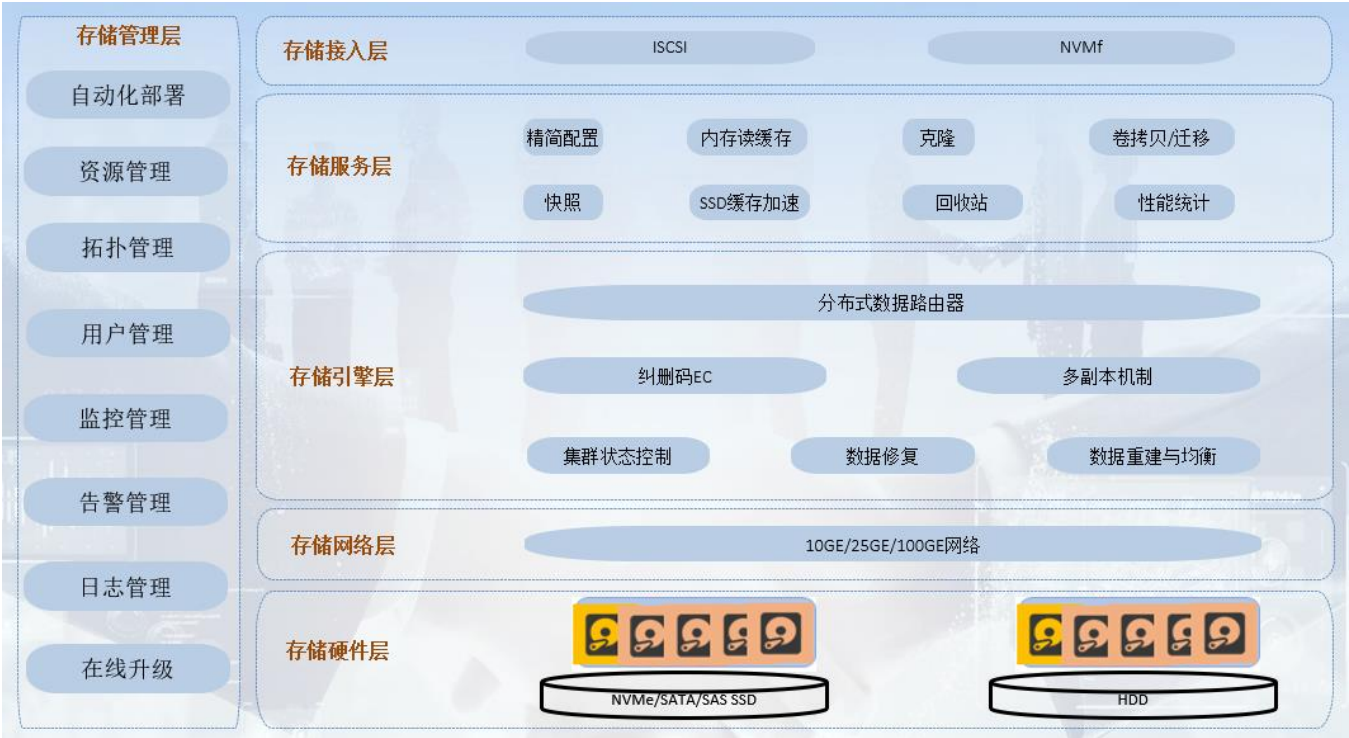 存储管理层
自动化部署
资源管理
拓扑管理
用户管理
监控管理
告警管理
日志管理
在线升级
存储接入层
ISCSI
NVMf
存储服务层
精简配置
内存读缓存
克隆
卷拷贝/迁移
快照
SSD缓存加速
回收站
性能统计
存储引擎层
分布式数据路由器
纠删码EC
多副本机制
集群状态控制
数据修复
数据重建与均衡
存储网络层
10GE/25GE/100GE网络
存储硬件层
NVMe/SATA/SAS SSD
HDD